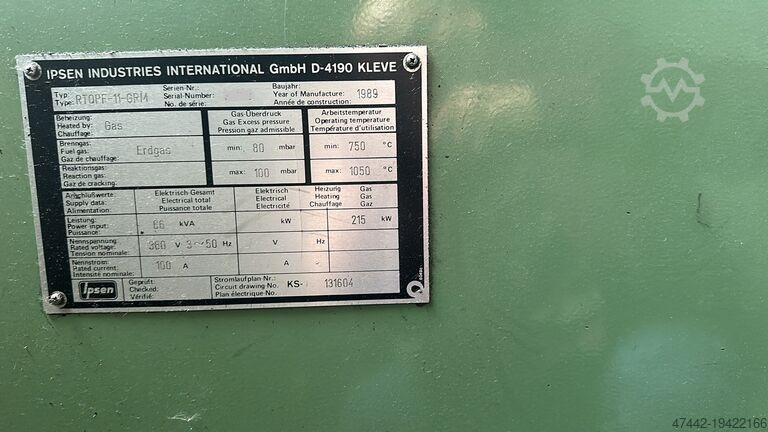 IPSEN INDUSTRIES INTERNATIONAL GmbH D-4190 KLEVE
Typ: Serien-Nr.: Baujahr:
Type: RTQPF-11-GRM Serial-Number: Year of Manufacture: 1989
No. de série: Année de construction:
Beheizung: Gas-Überdruck Arbeitstemperatur
Heated by: Gas Gas Excess pressure Operating temperature
Chauffage: Pression gaz admissible Température d'utilisation
Brenngas:
Fuel gas: Erdgas min: 80 mbar min: 750 °C
Gaz de chauffage:
Reaktionsgas:
Reaction gas max: 100 mbar max: 1050 °C
Gaz de cracking:
Anschlußwerte: Elektrisch-Gesamt Elektrisch Heizung Gas
Supply data: Electrical total Electrical Heating Gas
Alimentation: Puissance totale Electricité Chauffage Gaz
Leistung:
Power input: 66 kVA kW 215 kW
Puissance:
Nennspannung:
Rated voltage: 380 V 3~50 Hz V Hz
Tension nominale:
Nennstrom:
Rated current: 100 A A
Intensité nominale:
Ipsen Geprüft: Stromlaufplan-Nr.:
Checked: Circuit drawing No. KS- 131604
Vérifié: Plan électrique No.
47442-19422166